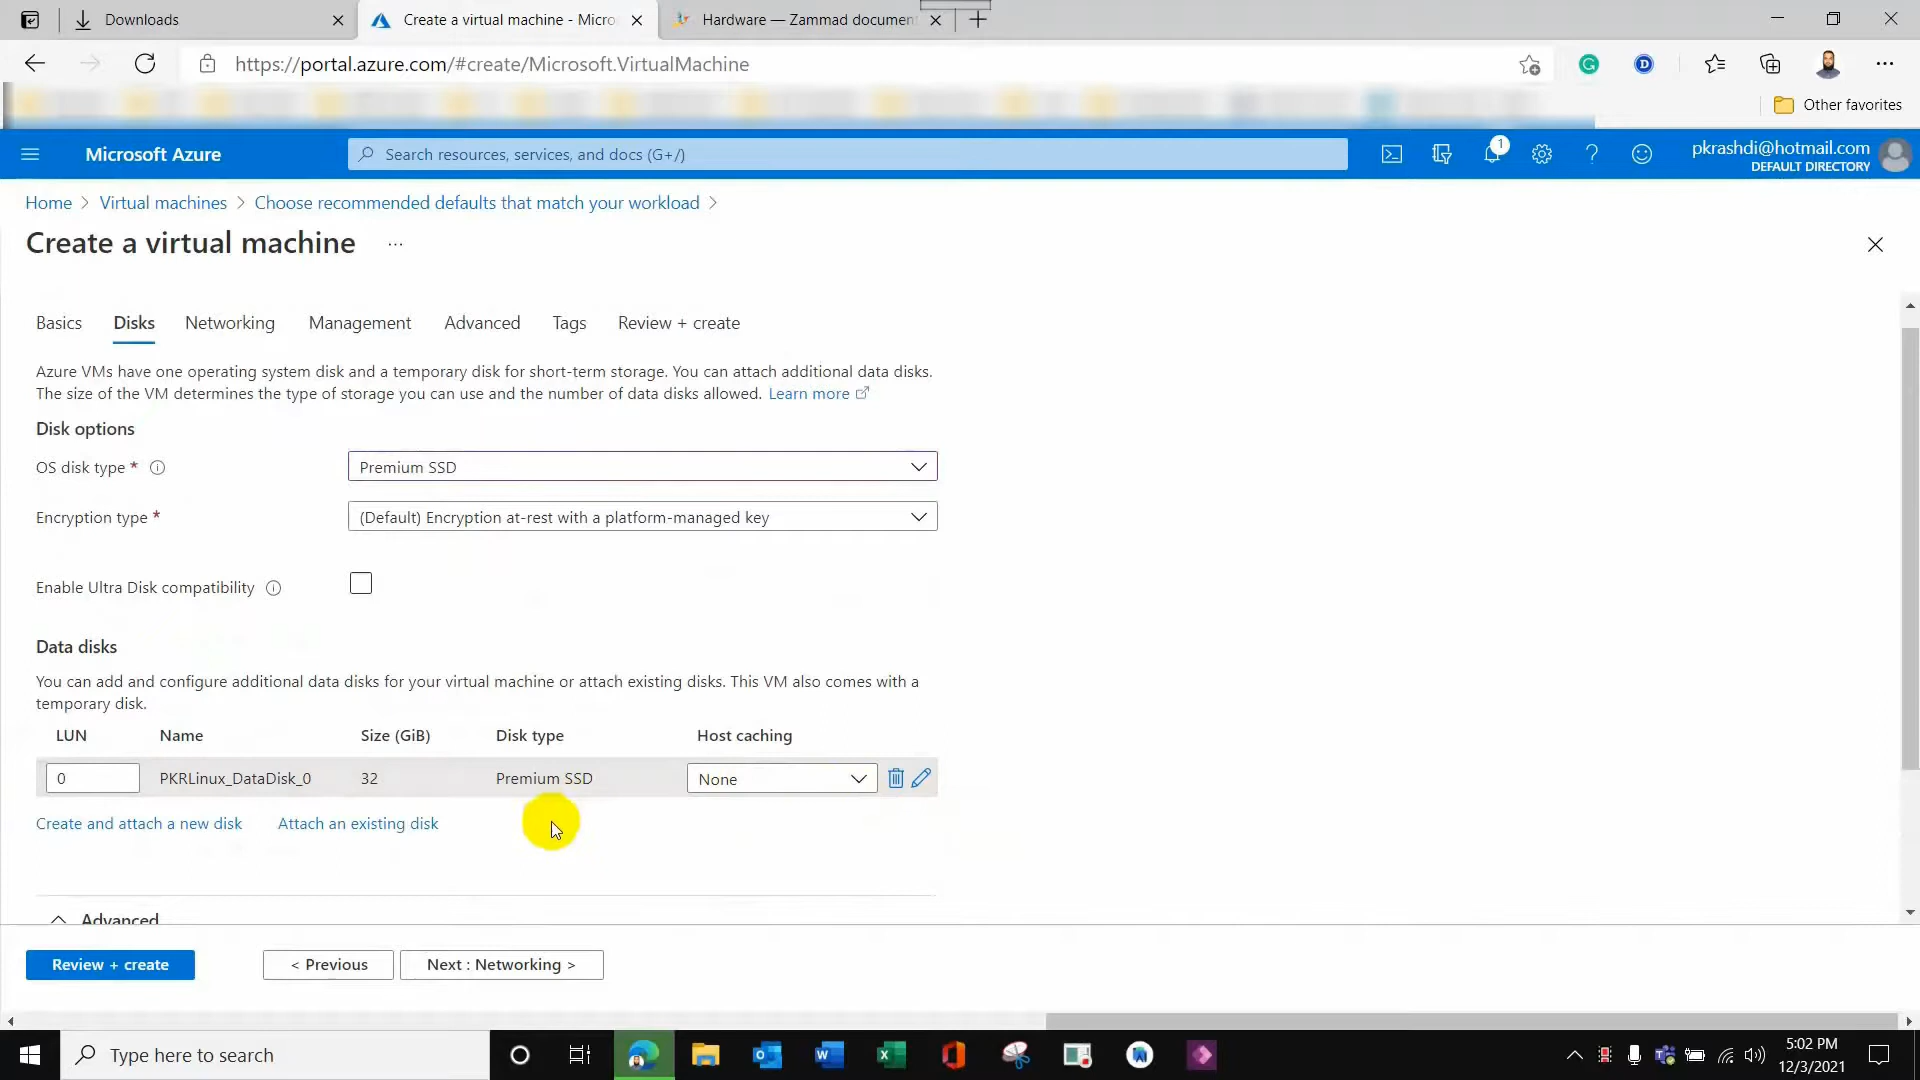 Downloads
Create a virtual machine - Micro
Hardware — Zammad document
https://portal.azure.com/#create/Microsoft.VirtualMachine
Other favorites
Microsoft Azure
Search resources, services, and docs (G+/)
1
pkrashdi@hotmail.com
DEFAULT DIRECTORY
Home > Virtual machines > Choose recommended defaults that match your workload >
Create a virtual machine ...
Basics Disks Networking Management Advanced Tags Review + create
Azure VMs have one operating system disk and a temporary disk for short-term storage. You can attach additional data disks.
The size of the VM determines the type of storage you can use and the number of data disks allowed. Learn more
Disk options
OS disk type *
Premium SSD
Encryption type *
(Default) Encryption at-rest with a platform-managed key
Enable Ultra Disk compatibility
Data disks
You can add and configure additional data disks for your virtual machine or attach existing disks. This VM also comes with a
temporary disk.
LUN Name Size (GiB) Disk type Host caching
0 PKRLinux_DataDisk_0 32 Premium SSD None
Create and attach a new disk Attach an existing disk
Advanced
Review + create < Previous Next : Networking >
Type here to search
5:02 PM
12/3/2021